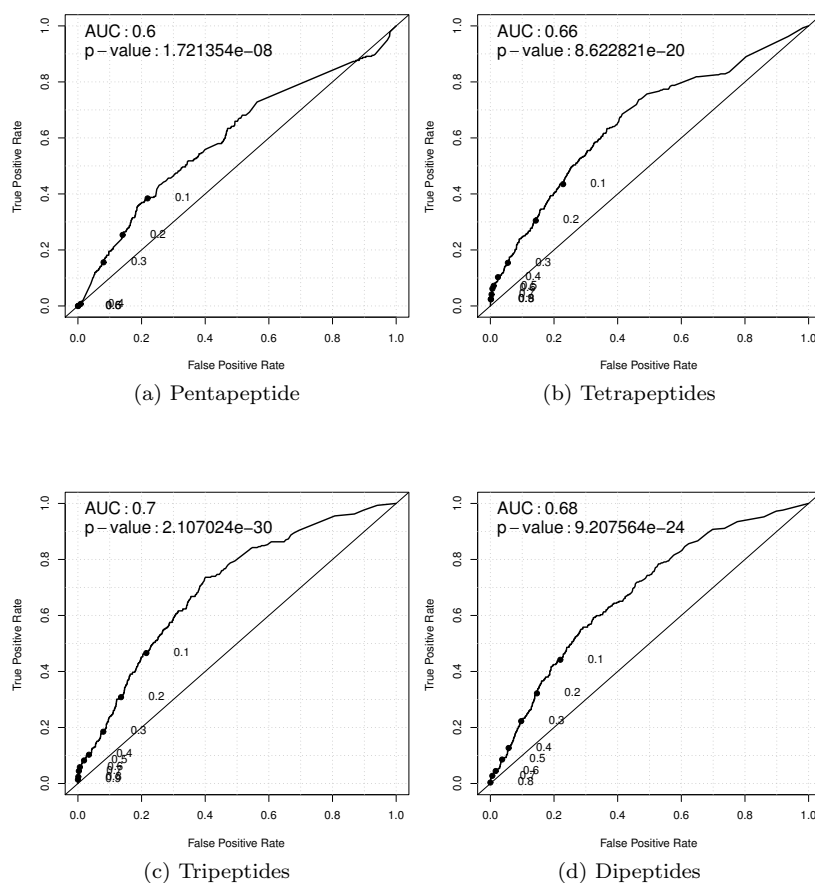 AUC : 0.6
p−value : 1.721354e−08
1.0
0.8
0.6
0.4
0.2
0.0
True Positive Rate
0.1
0.2
0.3
0.4
0.0 0.2 0.4 0.6 0.8 1.0
False Positive Rate
(a) Pentapeptide
AUC : 0.66
p−value : 8.622821e−20
1.0
0.8
0.6
0.4
0.2
0.0
True Positive Rate
0.1
0.2
0.3
0.4
0.5
0.0 0.2 0.4 0.6 0.8 1.0
False Positive Rate
(b) Tetrapeptides
AUC : 0.7
p−value : 2.107024e−30
1.0
0.8
0.6
0.4
0.2
0.0
True Positive Rate
0.1
0.2
0.3
0.4
0.5
0.6
0.0 0.2 0.4 0.6 0.8 1.0
False Positive Rate
(c) Tripeptides
AUC : 0.68
p−value : 9.207564e−24
1.0
0.8
0.6
0.4
0.2
0.0
True Positive Rate
0.1
0.2
0.3
0.4
0.5
0.6
0.7
0.8
0.0 0.2 0.4 0.6 0.8 1.0
False Positive Rate
(d) Dipeptides